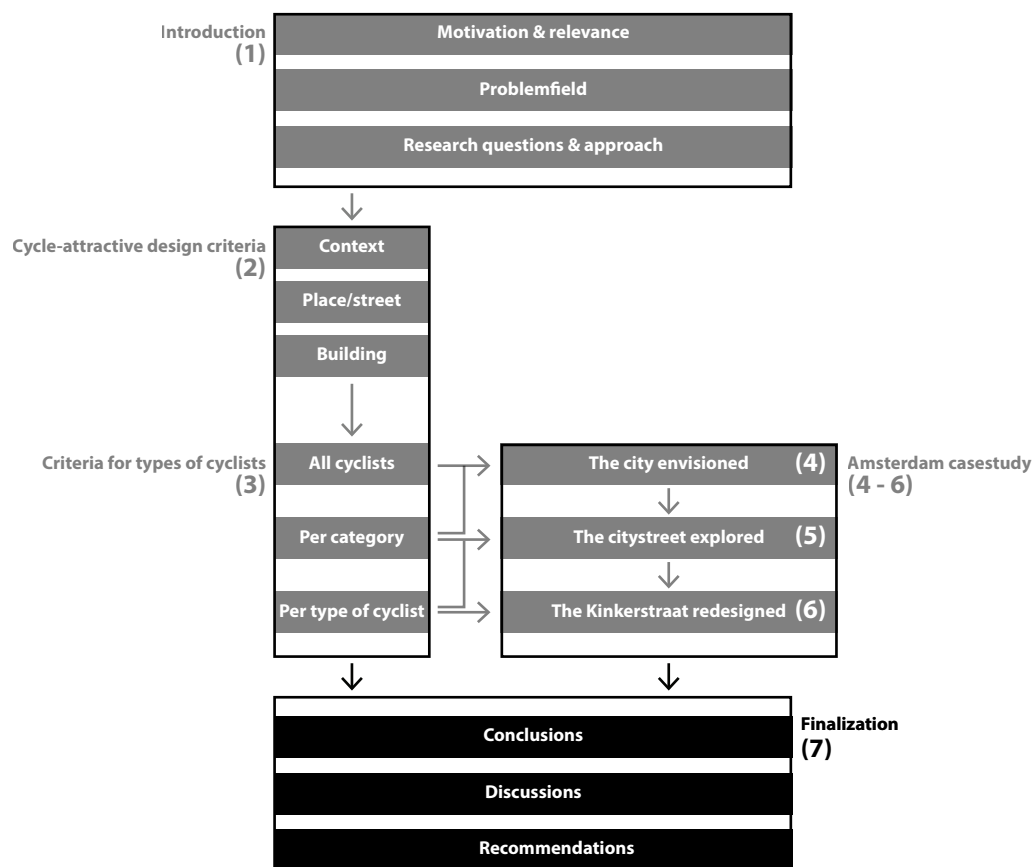 Introduction
(1)
Motivation & relevance
Problemfield
Research questions & approach
Cycle-attractive design criteria
(2)
Context
Place/street
Building
Criteria for types of cyclists
(3)
All cyclists
Per category
Per type of cyclist
The city envisioned (4)
The citystreet explored (5)
The Kinkerstraat redesigned (6)
Amsterdam casestudy
(4 - 6)
Conclusions
Discussions
Recommendations
Finalization
(7)